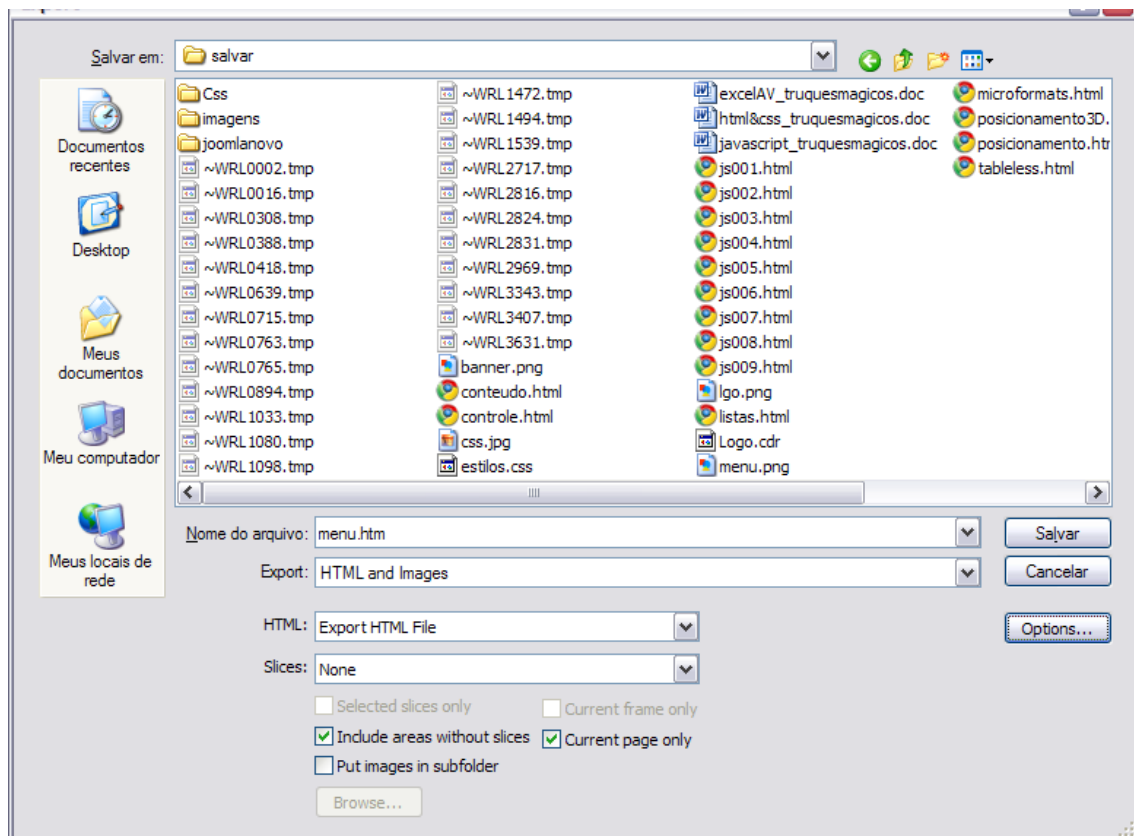 Salvar em:
salvar
Documentos
recentes
Desktop
Meus
documentos
Meu computador
Meus locais de
rede
Css
imagens
joomlanovo
~WRL0002.tmp
~WRL0016.tmp
~WRL0308.tmp
~WRL0388.tmp
~WRL0418.tmp
~WRL0639.tmp
~WRL0715.tmp
~WRL0763.tmp
~WRL0765.tmp
~WRL0894.tmp
~WRL1033.tmp
~WRL1080.tmp
~WRL1098.tmp
~WRL1472.tmp
~WRL1494.tmp
~WRL1539.tmp
~WRL2717.tmp
~WRL2816.tmp
~WRL2824.tmp
~WRL2831.tmp
~WRL2969.tmp
~WRL3343.tmp
~WRL3407.tmp
~WRL3631.tmp
banner.png
conteudo.html
controle.html
css.jpg
estilos.css
excelAV_truquesmagicos.doc
html&css_truquesmagicos.doc
javascript_truquesmagicos.doc
js001.html
js002.html
js003.html
js004.html
js005.html
js006.html
js007.html
js008.html
js009.html
lgo.png
listas.html
Logo.cdr
menu.png
microformats.html
posicionamento3D.
posicionamento.htr
tableless.html
Nome do arquivo: menu.htm
Salvar
Export: HTML and Images
Cancelar
HTML: Export HTML File
Options...
Slices: None
Selected slices only
Current frame only
Include areas without slices
Current page only
Put images in subfolder
Browse...